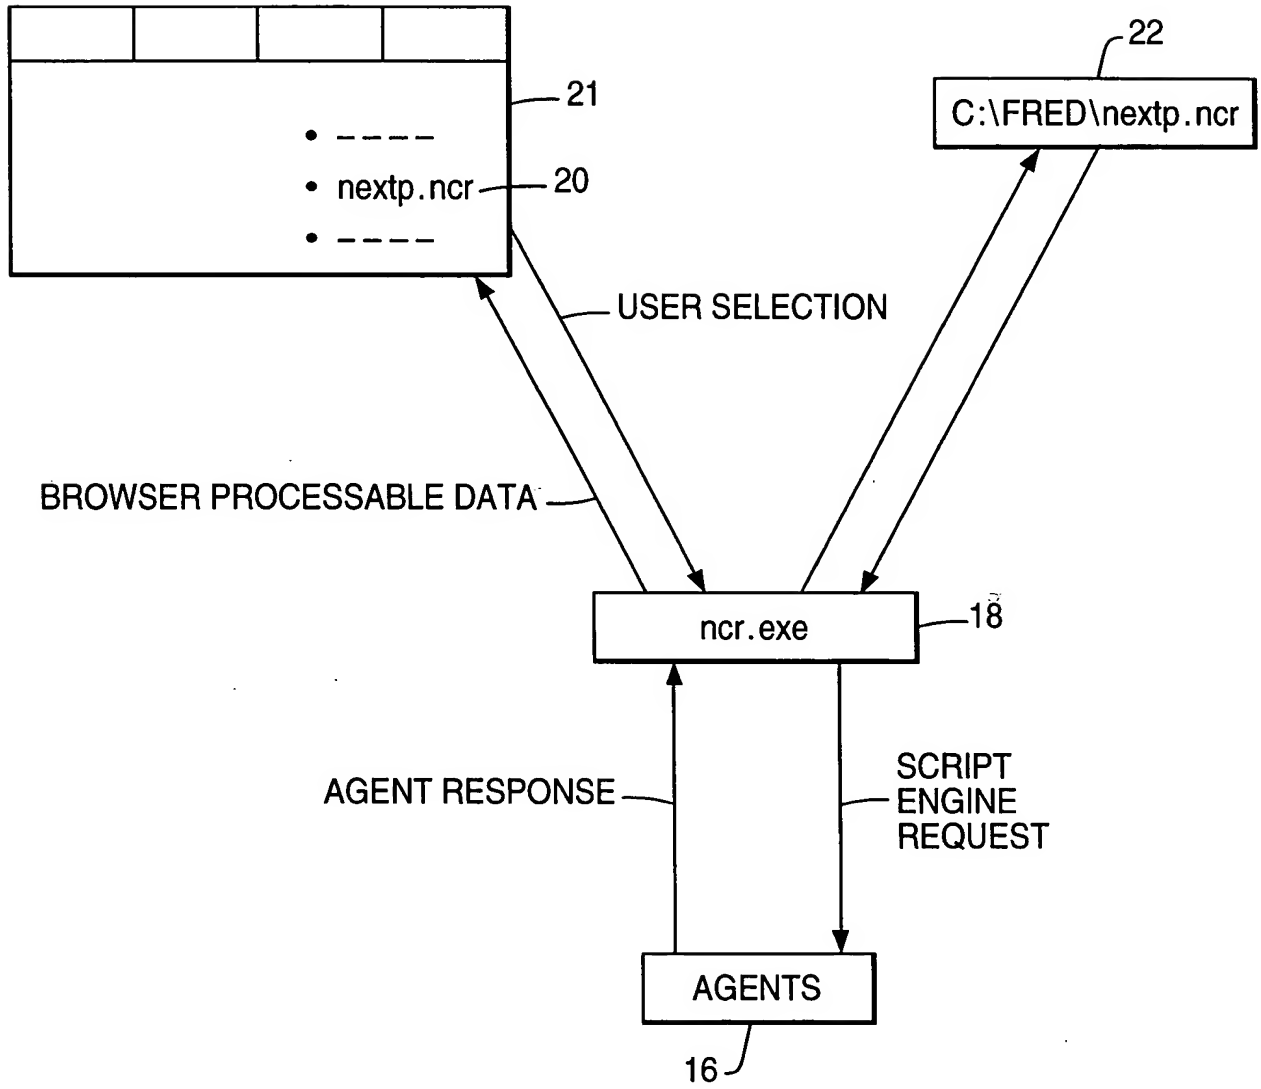 22
21
C:\FRED\nextp.ncr
• ----
• nextp.ncr
20
• ----
USER SELECTION
BROWSER PROCESSABLE DATA
ncr.exe
18
AGENT RESPONSE
SCRIPT
ENGINE
REQUEST
AGENTS
16